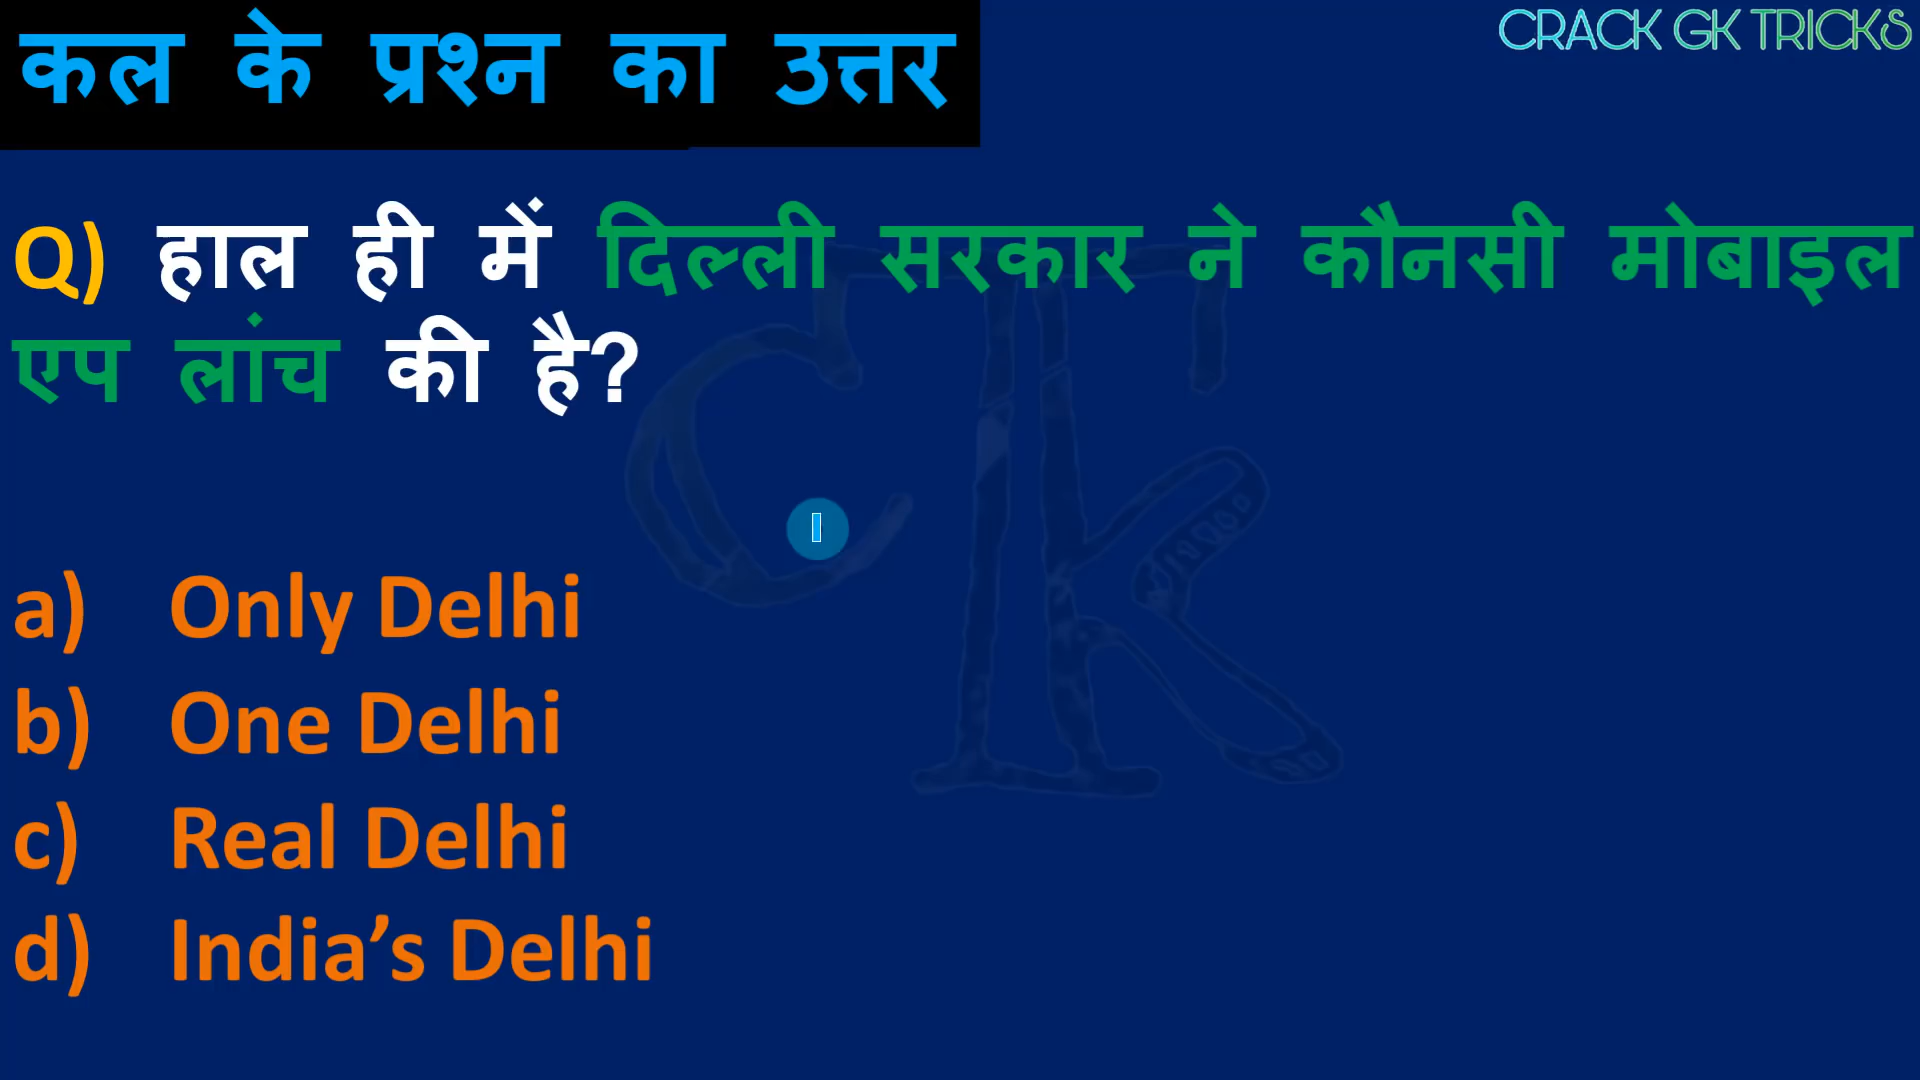 कल के प्रश्न का उत्तर
CRACK GK TRICKS
Q) हाल ही में दिल्ली सरकार ने कौनसी मोबाइल
एप लांच की है?
a) Only Delhi
b) One Delhi
c) Real Delhi
d) India’s Delhi